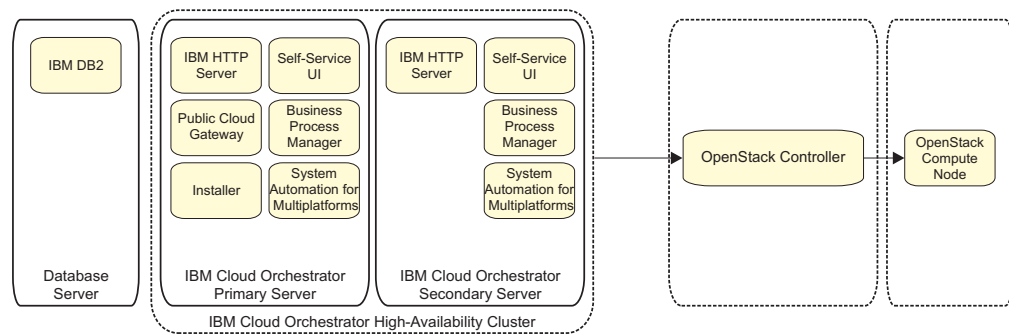 IBM DB2
Database
Server
IBM HTTP
Server
Self-Service
UI
Public Cloud
Gateway
Business
Process
Manager
Installer
System
Automation for
Multiplatforms
IBM Cloud Orchestrator
Primary Server
IBM HTTP
Server
Self-Service
UI
Business
Process
Manager
System
Automation for
Multiplatforms
IBM Cloud Orchestrator
Secondary Server
IBM Cloud Orchestrator High-Availability Cluster
OpenStack Controller
OpenStack
Compute
Node